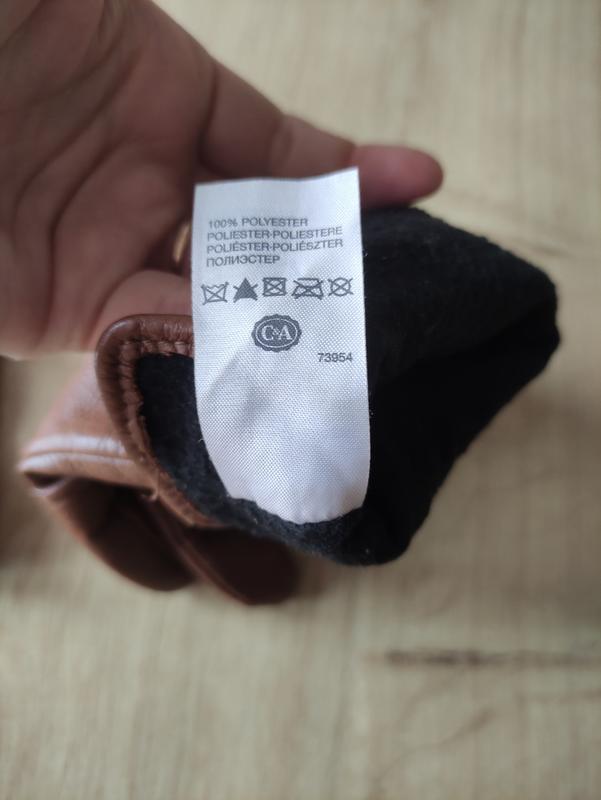 100% POLYESTER
POLIESTER-POLIESTERE
POLIÉSTER-POLIÉSZTER
ПОЛИЭСТЕР
C&A
73954